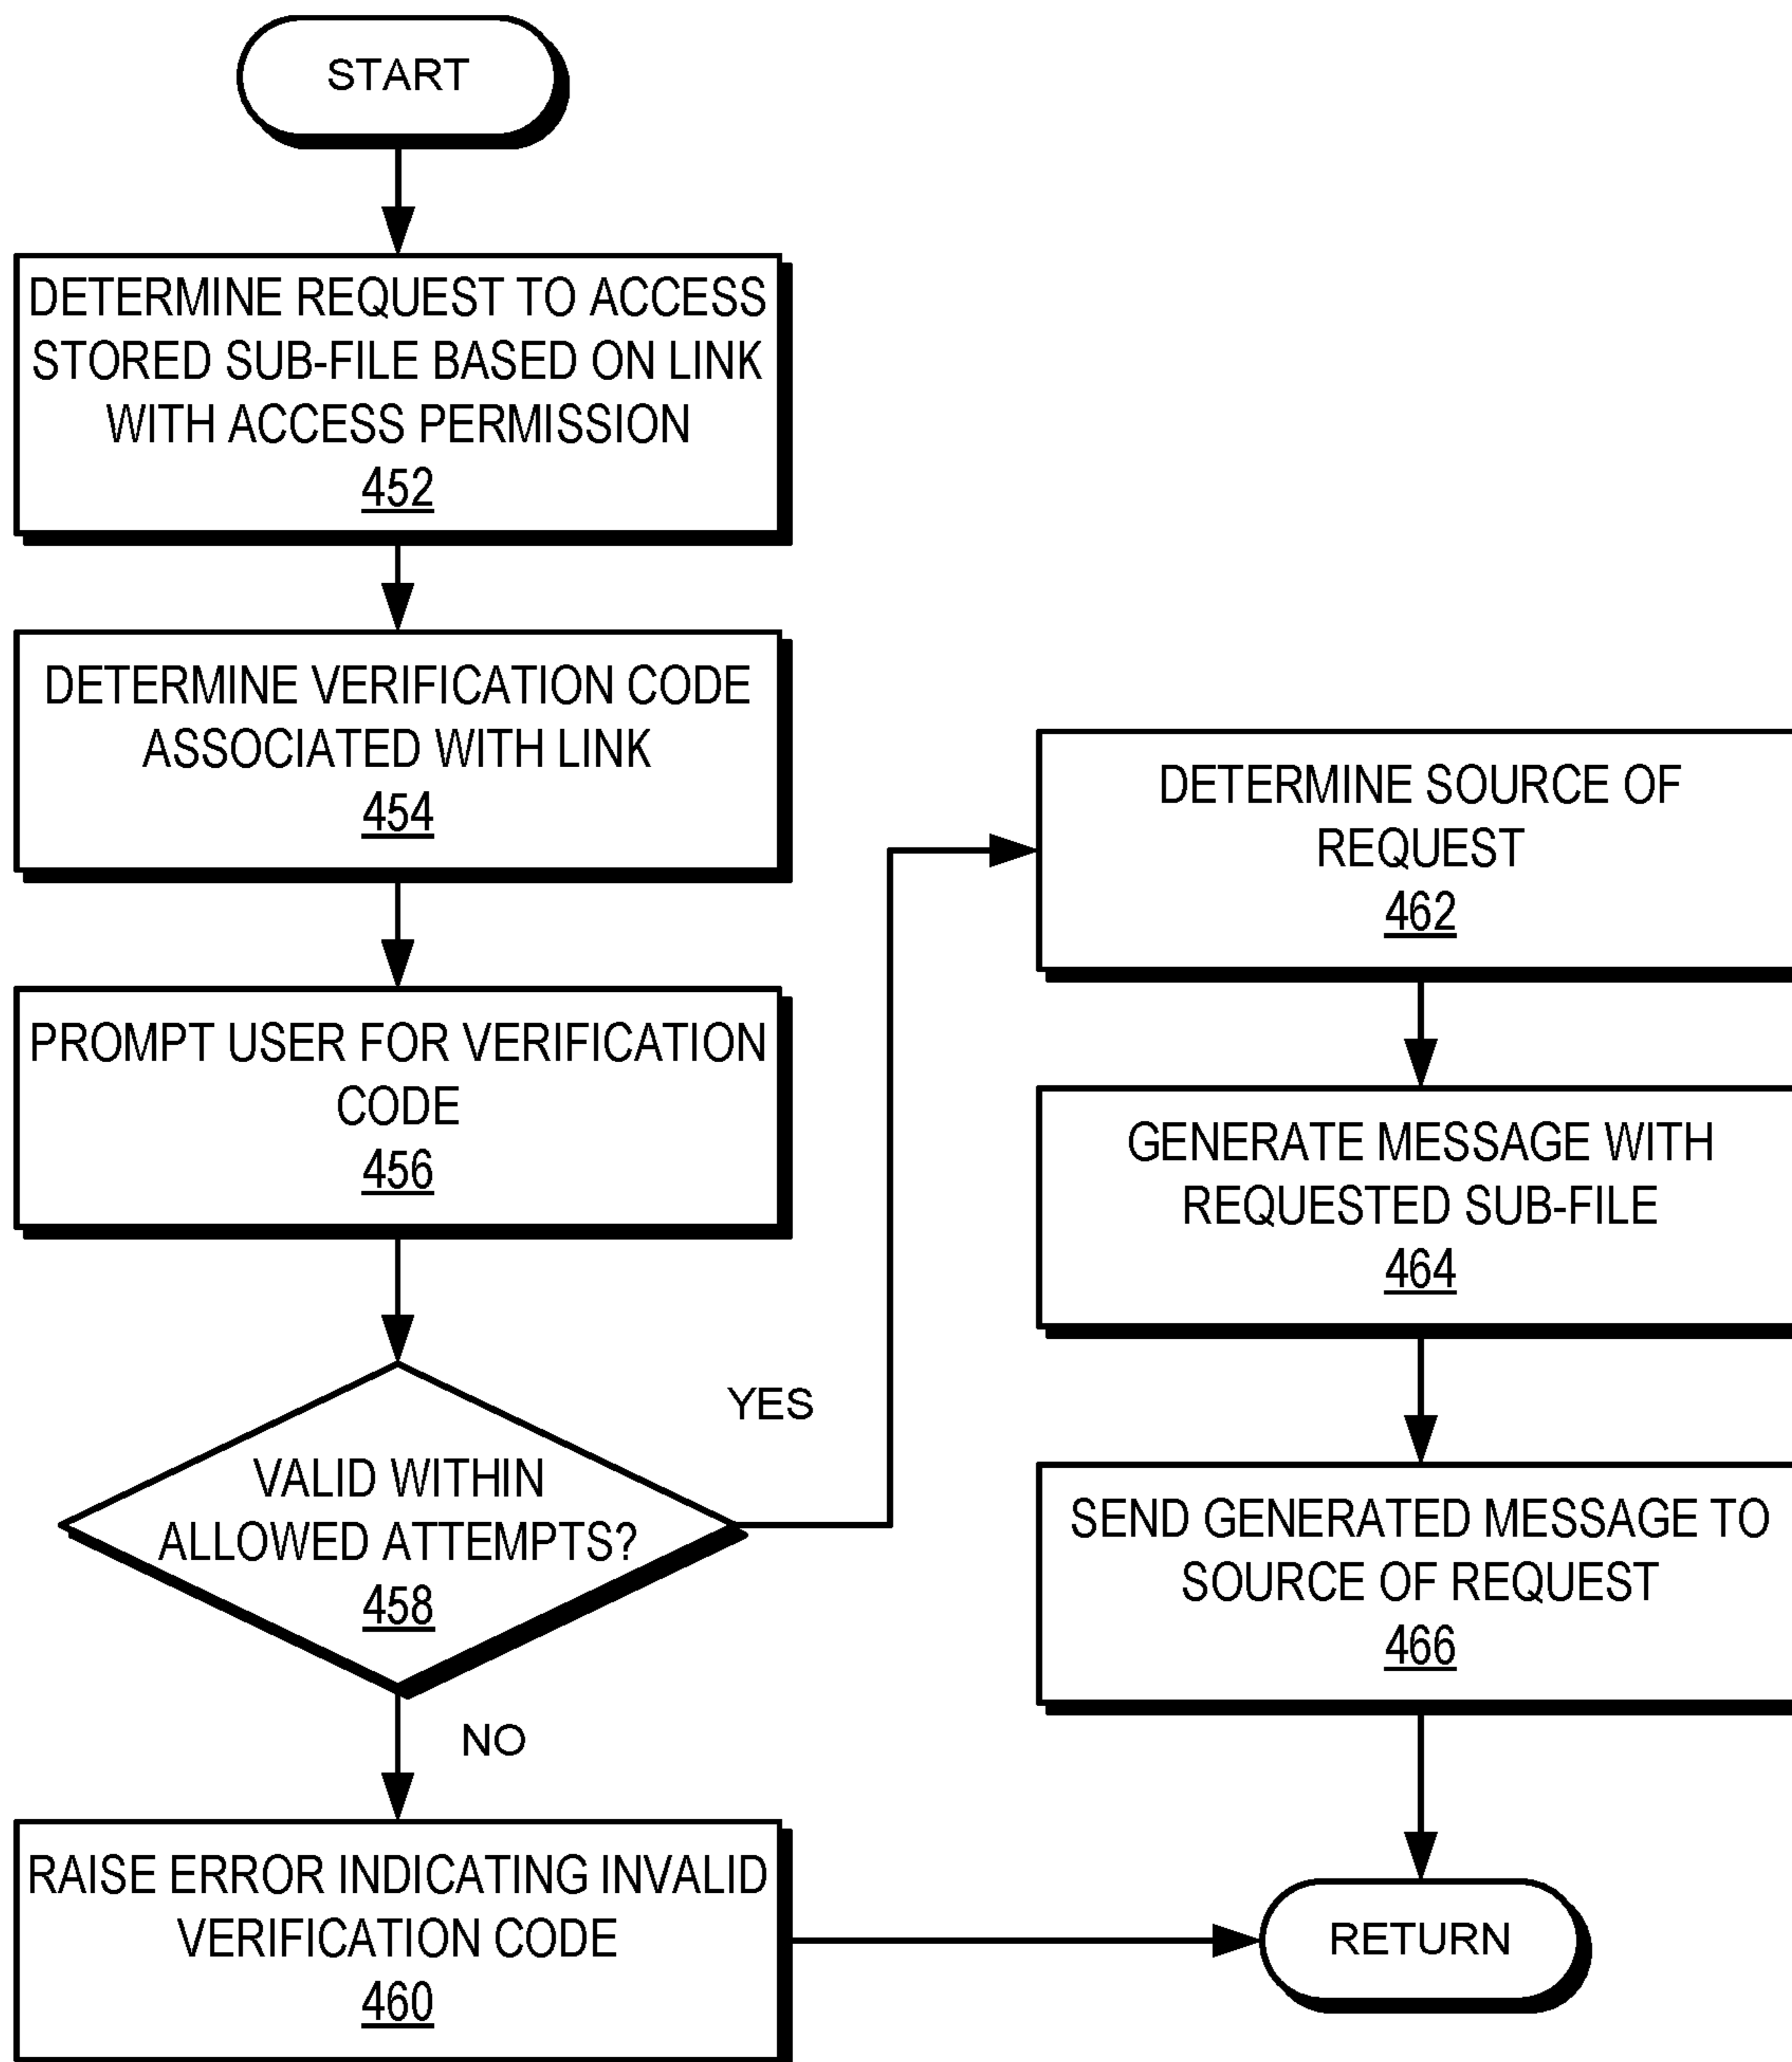 START
DETERMINE REQUEST TO ACCESS
STORED SUB-FILE BASED ON LINK
WITH ACCESS PERMISSION
452
DETERMINE VERIFICATION CODE
ASSOCIATED WITH LINK
454
PROMPT USER FOR VERIFICATION
CODE
456
VALID WITHIN
ALLOWED ATTEMPTS?
458
YES
NO
RAISE ERROR INDICATING INVALID
VERIFICATION CODE
460
DETERMINE SOURCE OF
REQUEST
462
GENERATE MESSAGE WITH
REQUESTED SUB-FILE
464
SEND GENERATED MESSAGE TO
SOURCE OF REQUEST
466
RETURN